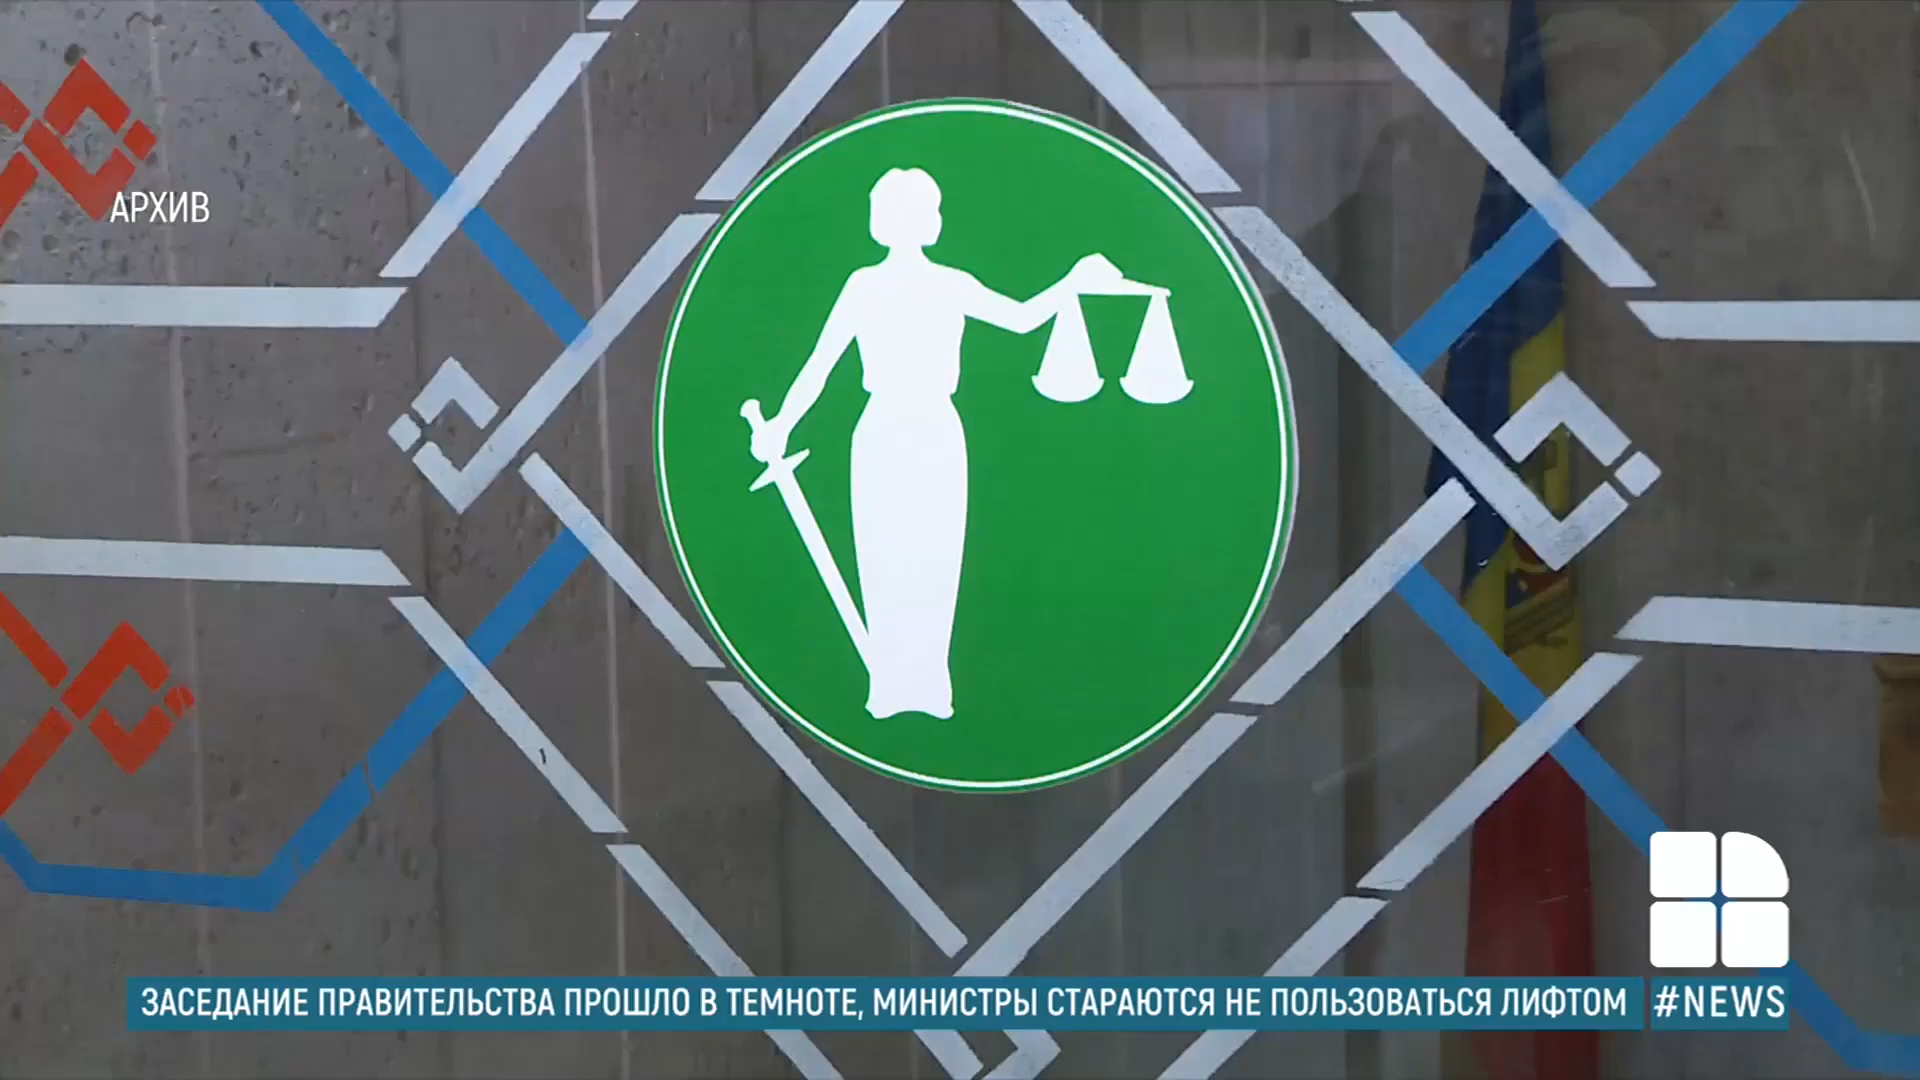 АРХИВ
ЗАСЕДАНИЕ ПРАВИТЕЛЬСТВА ПРОШЛО В ТЕМНОТЕ, МИНИСТРЫ СТАРАЮТСЯ НЕ ПОЛЬЗОВАТЬСЯ ЛИФТОМ
#NEWS